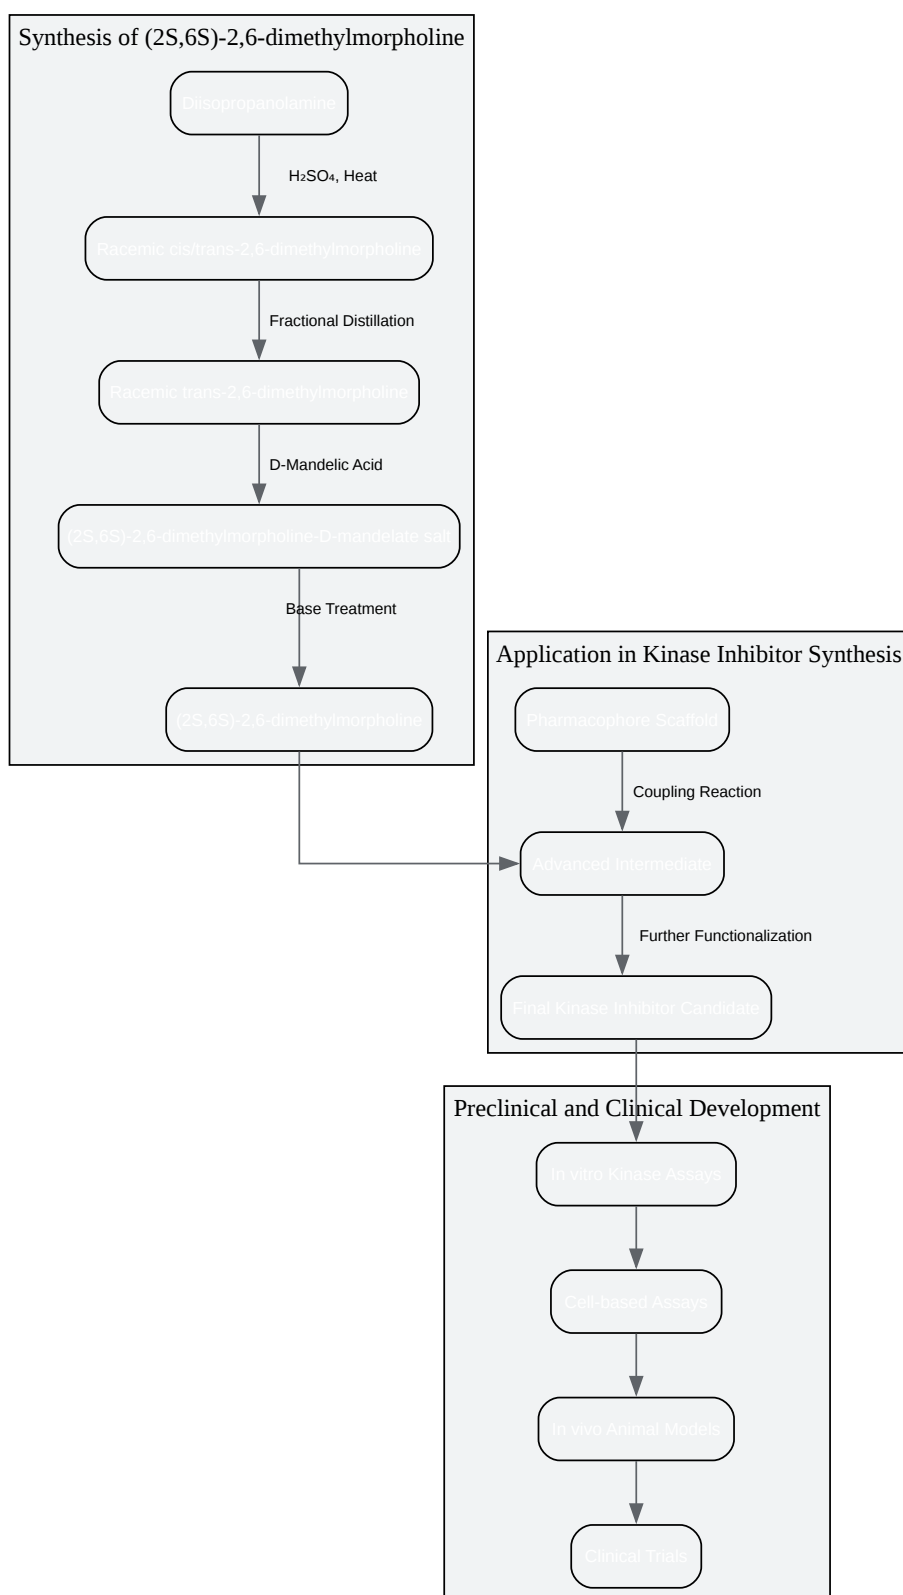 Synthesis of (2S,6S)-2,6-dimethylmorpholine
Diisopropanolamine
H₂SO₄, Heat
Racemic cis/trans-2,6-dimethylmorpholine
Fractional Distillation
Racemic trans-2,6-dimethylmorpholine
D-Mandelic Acid
(2S,6S)-2,6-dimethylmorpholine-D-mandelate salt
Base Treatment
(2S,6S)-2,6-dimethylmorpholine
Application in Kinase Inhibitor Synthesis
Pharmacophore Scaffold
Coupling Reaction
Advanced Intermediate
Further Functionalization
Final Kinase Inhibitor Candidate
Preclinical and Clinical Development
In vitro Kinase Assays
Cell-based Assays
In vivo Animal Models
Clinical Trials